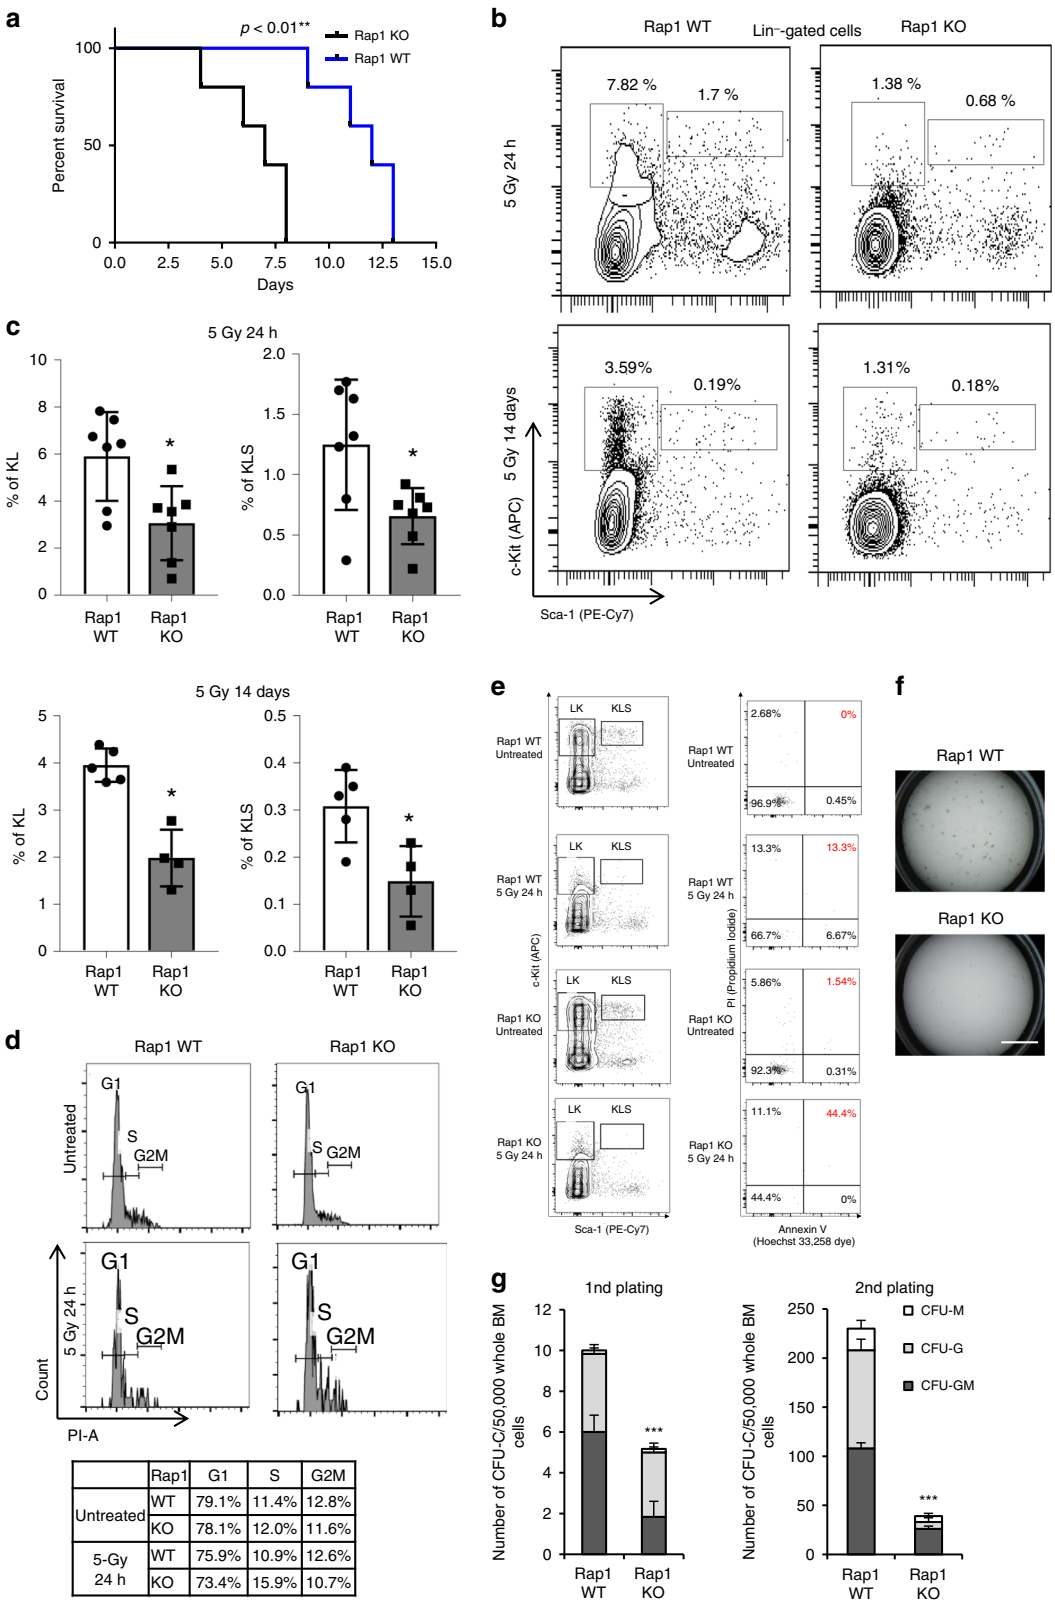 a
p < 0.01**
Rap1 KO
Rap1 WT
Percent survival
100
50
0
0.0 2.5 5.0 7.5 10.0 12.5 15.0
Days
b
Rap1 WT
Lin–-gated cells
Rap1 KO
5 Gy 24 h
7.82 %
1.7 %
1.38 %
0.68 %
5 Gy 14 days
3.59%
0.19%
1.31%
0.18%
c-Kit (APC)
Sca-1 (PE-Cy7)
c
5 Gy 24 h
% of KL
10
8
6
4
2
0
*
Rap1 WT
Rap1 KO
% of KLS
2.0
1.5
1.0
0.5
0.0
*
Rap1 WT
Rap1 KO
5 Gy 14 days
% of KL
5
4
3
2
1
0
*
Rap1 WT
Rap1 KO
% of KLS
0.5
0.4
0.3
0.2
0.1
0.0
*
Rap1 WT
Rap1 KO
d
Rap1 WT
Rap1 KO
Untreated
G1
S
G2M
G1
S
G2M
5 Gy 24 h
G1
S
G2M
G1
S
G2M
Count
PI-A
Rap1 G1 S G2M
Untreated
WT 79.1% 11.4% 12.8%
KO 78.1% 12.0% 11.6%
5-Gy 24 h
WT 75.9% 10.9% 12.6%
KO 73.4% 15.9% 10.7%
e
Rap1 WT
Untreated
LK
KLS
Rap1 WT
5 Gy 24 h
LK
KLS
Rap1 KO
Untreated
LK
KLS
Rap1 KO
5 Gy 24 h
LK
KLS
c-Kit (APC)
Sca-1 (PE-Cy7)
Rap1 WT
Untreated
2.68%
0%
96.9%
0.45%
Rap1 WT
5 Gy 24 h
13.3%
13.3%
66.7%
6.67%
Rap1 KO
Untreated
5.86%
1.54%
92.3%
0.31%
Rap1 KO
5 Gy 24 h
11.1%
44.4%
44.4%
0%
PI (Propidium Iodide)
Annexin V
(Hoechst 33,258 dye)
f
Rap1 WT
Rap1 KO
g
1nd plating
Number of CFU-C/50,000 whole BM
cells
12
10
8
6
4
2
0
***
Rap1 WT
Rap1 KO
2nd plating
Number of CFU-C/50,000 whole BM
cells
250
200
150
100
50
0
***
Rap1 WT
Rap1 KO
CFU-M
CFU-G
CFU-GM